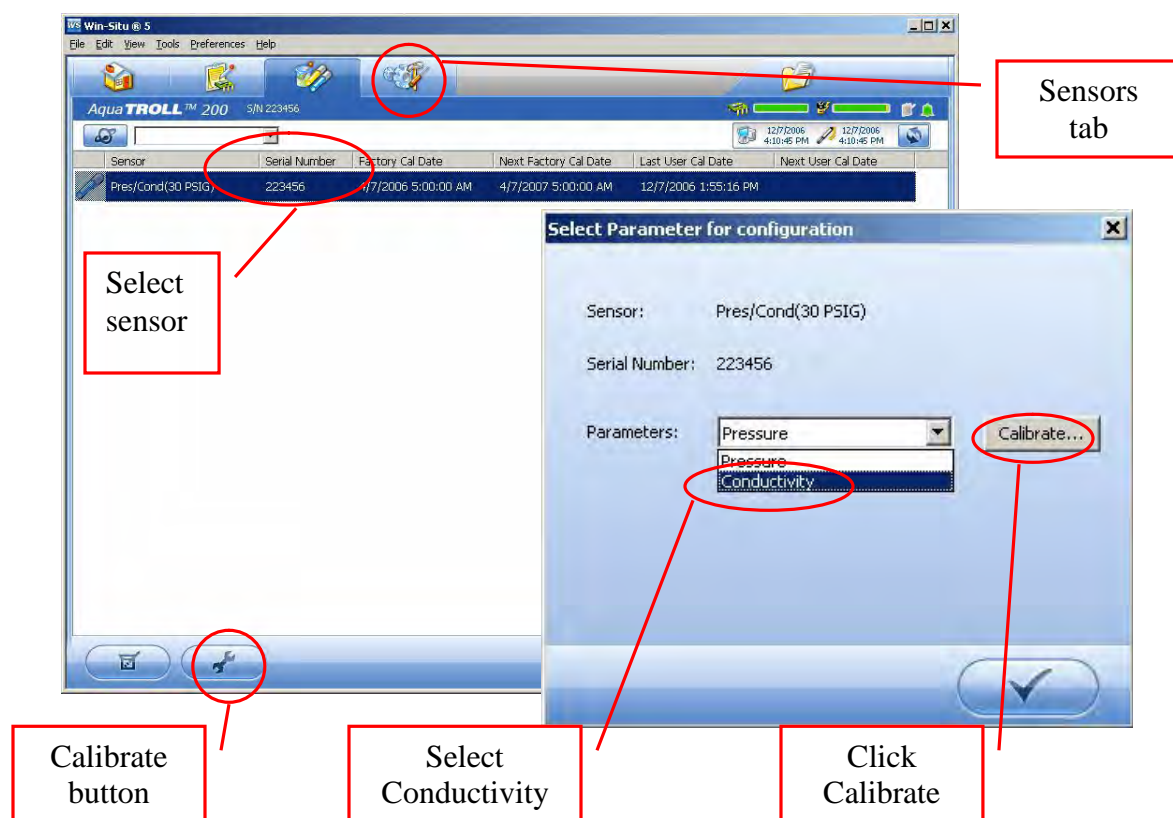 Win-Situ ® 5
File Edit View Tools Preferences Help
AquaTROLL™ 200 S/N 223456
12/7/2006 12/7/2006
4:10:45 PM 4:10:45 PM
Sensor Serial Number Factory Cal Date Next Factory Cal Date Last User Cal Date Next User Cal Date
Pres/Cond(30 PSIG) 223456 4/7/2006 5:00:00 AM 4/7/2007 5:00:00 AM 12/7/2006 1:55:16 PM
Sensors
tab
Select
sensor
Select Parameter for configuration
Sensor: Pres/Cond(30 PSIG)
Serial Number: 223456
Parameters: Pressure Calibrate...
Pressure
Conductivity
Calibrate
button
Select
Conductivity
Click
Calibrate